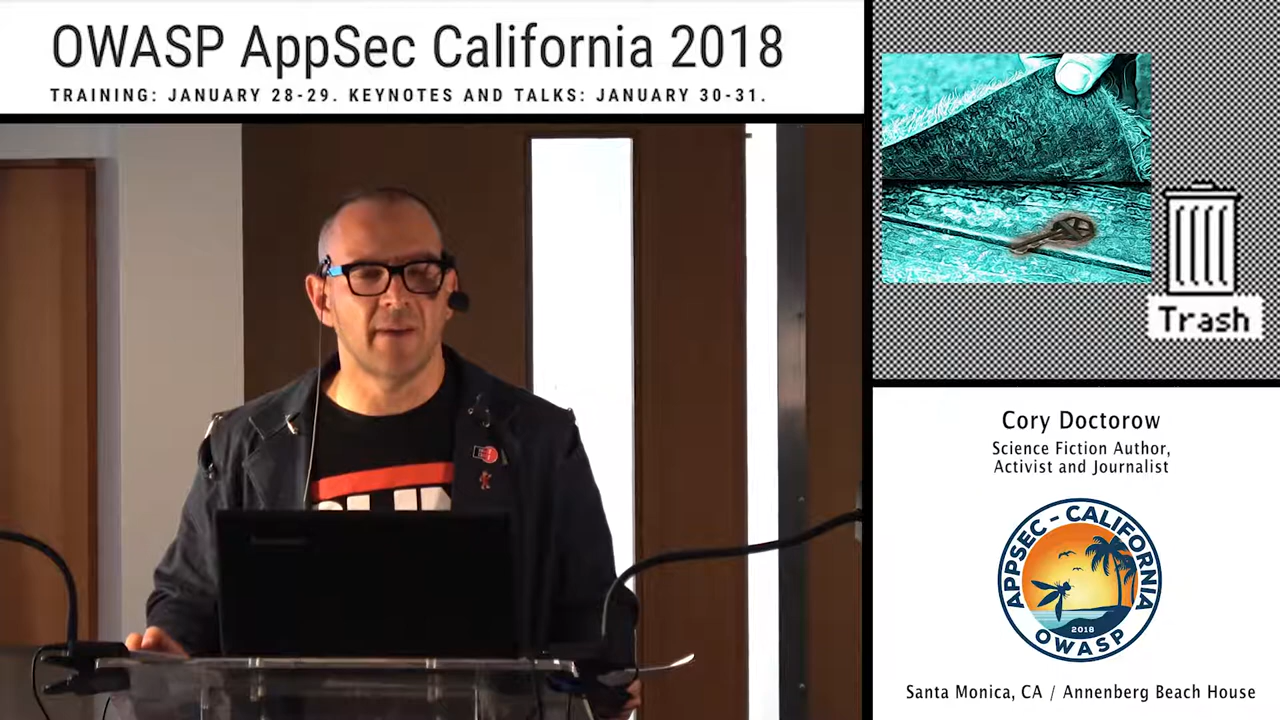 OWASP AppSec California 2018
TRAINING: JANUARY 28-29. KEYNOTES AND TALKS: JANUARY 30-31.
Trash
Cory Doctorow
Science Fiction Author,
Activist and Journalist
APPSEC - CALIFORNIA
2018
OWASP
Santa Monica, CA / Annenberg Beach House